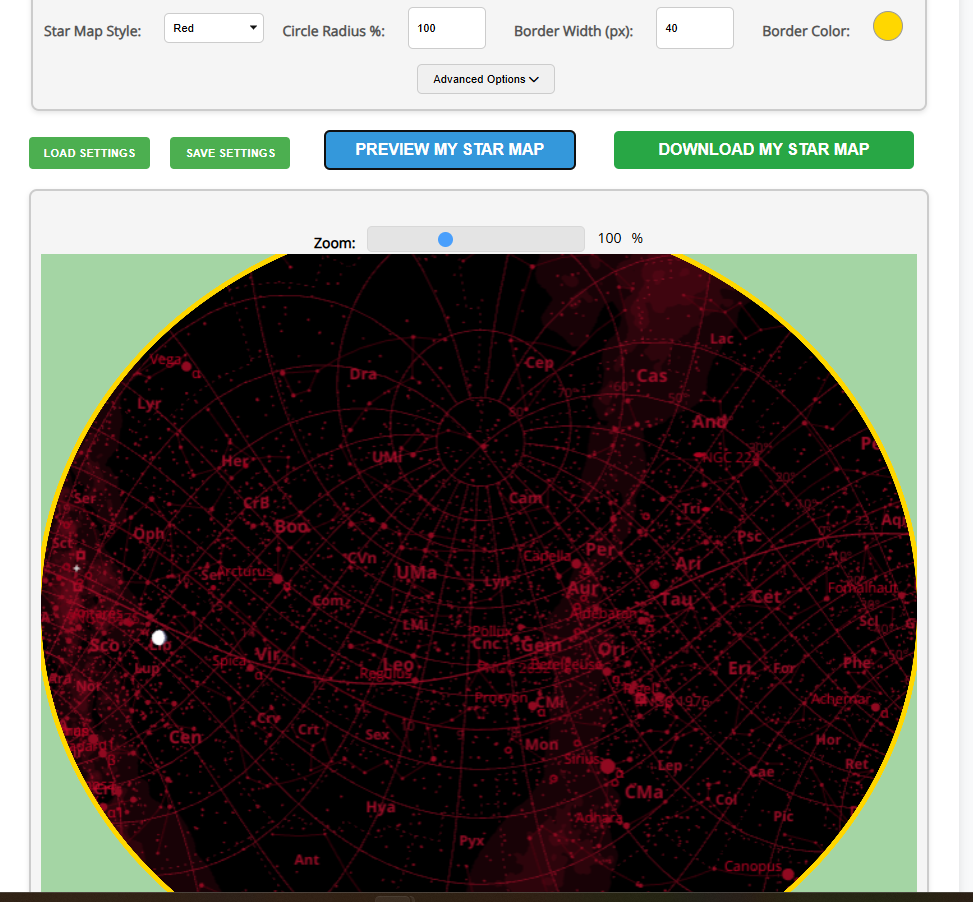 Star Map Style: Red Circle Radius %: 100 Border Width (px): 40 Border Color:
Advanced Options
LOAD SETTINGS SAVE SETTINGS PREVIEW MY STAR MAP DOWNLOAD MY STAR MAP
Zoom: 100 %
Lac
Vega
Cep
Dra
Cas
Lyr
And
UMi
Her
NGC 224
Ser
Cam
CrB
Tri
Boo
Aqr
Oph
Psc
Sct
Per
Capella
CVn
Ari
Ser Arcturus
UMa
Lyn
Aur
Fomalhaut
Cet
Com
Tau
Antares
LMi
Scl
Pollux
Sco
Cnc
Gem
Ori
Vir
Spica
Leo
Phe
Lup
Betelgeuse
Eri
For
Regulus
Nor
Procyon
CMi
Achernar
Crv
Crt
Sex
Cen
Mon
Hor
Sirius
Lep
Ret
Cae
CMa
Col
Hya
Adhara
Pic
Pyx
Ant
Canopus